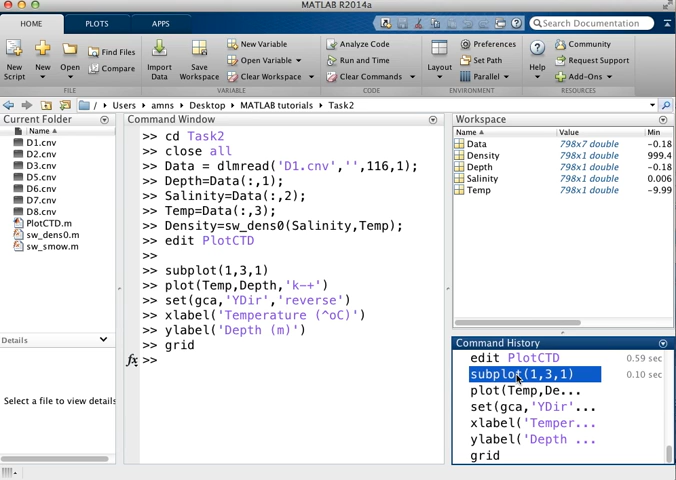 MATLAB R2014a
HOME
PLOTS
APPS
Search Documentation
New Script
New
Open
Find Files
Compare
FILE
Import Data
Save Workspace
New Variable
Open Variable
Clear Workspace
VARIABLE
Analyze Code
Run and Time
Clear Commands
CODE
Layout
Preferences
Set Path
Parallel
ENVIRONMENT
Help
Community
Request Support
Add-Ons
RESOURCES
/ Users amns Desktop MATLAB tutorials Task2
Current Folder
Name
D1.cnv
D2.cnv
D3.cnv
D5.cnv
D6.cnv
D7.cnv
D8.cnv
PlotCTD.m
sw_dens0.m
sw_smow.m
Details
Select a file to view details
Command Window
>> cd Task2
>> close all
>> Data = dlmread('D1.cnv','',116,1);
>> Depth=Data(:,1);
>> Salinity=Data(:,2);
>> Temp=Data(:,3);
>> Density=sw_dens0(Salinity,Temp);
>> edit PlotCTD
>>
>> subplot(1,3,1)
>> plot(Temp,Depth,'k-+')
>> set(gca,'YDir','reverse')
>> xlabel('Temperature (^oC)')
>> ylabel('Depth (m)')
>> grid
fx >>
Workspace
Name Value Min
Data 798x7 double -0.18
Density 798x1 double 999.4
Depth 798x1 double -0.18
Salinity 798x1 double 0.006
Temp 798x1 double -9.99
Command History
edit PlotCTD 0.59 sec
subplot(1,3,1) 0.10 sec
plot(Temp,De...
set(gca,'YDir'...
xlabel('Temper...
ylabel('Depth ...
grid